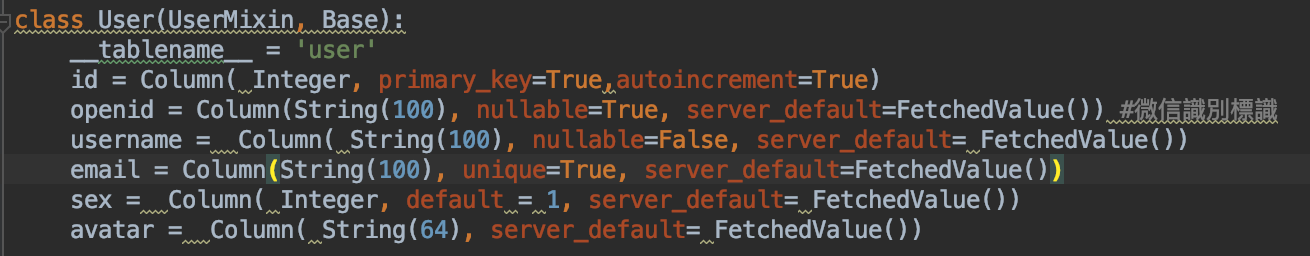 class User(UserMixin, Base):
    __tablename__ = 'user'
    id = Column( Integer, primary_key=True,autoincrement=True)
    openid = Column(String(100), nullable=True, server_default=FetchedValue()) #微信識別標識
    username =  Column( String(100), nullable=False, server_default= FetchedValue())
    email = Column(String(100), unique=True, server_default=FetchedValue())
    sex =  Column( Integer, default = 1, server_default= FetchedValue())
    avatar =  Column( String(64), server_default= FetchedValue())